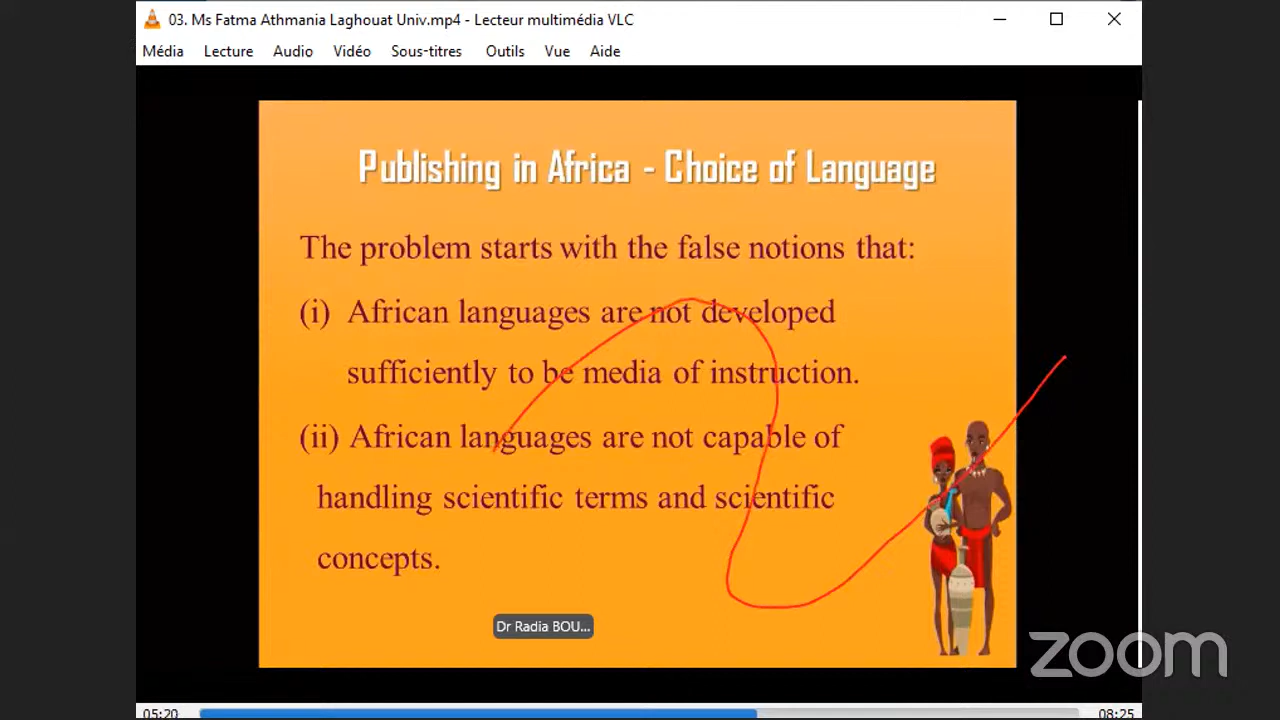 03. Ms Fatma Athmania Laghouat Univ.mp4 - Lecteur multimédia VLC
Média Lecture Audio Vidéo Sous-titres Outils Vue Aide
Publishing in Africa - Choice of Language
The problem starts with the false notions that:
(i) African languages are not developed
sufficiently to be media of instruction.
(ii) African languages are not capable of
handling scientific terms and scientific
concepts.
Dr Radia BOU...
zoom
05:20 08:25